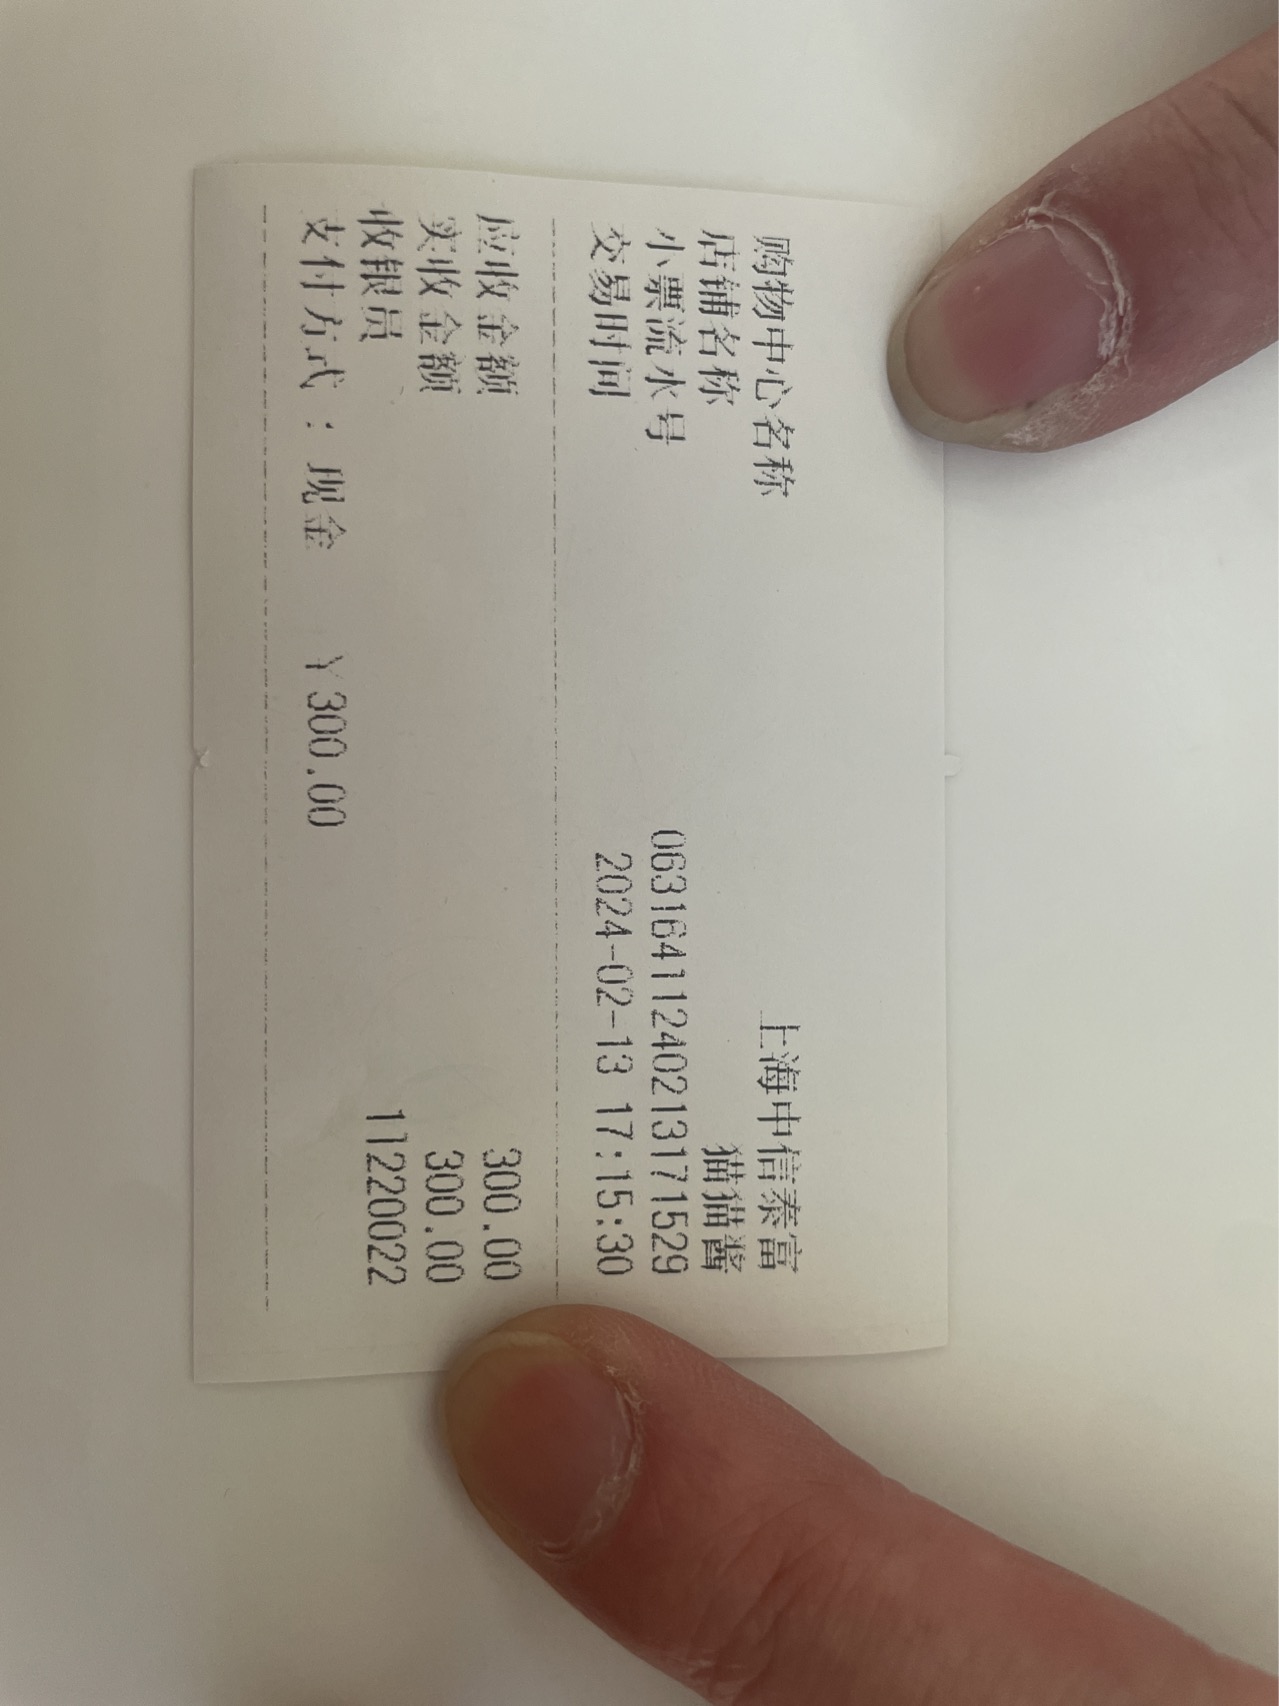 购物中心名称 上海中信泰富
店铺名称 猫猫酱
小票流水号 0631641124021317​1529
交易时间 2024-02-13 17:15:30
应收金额 300.00
实收金额 300.00
收银员 11220022
支付方式：现金 ￥300.00